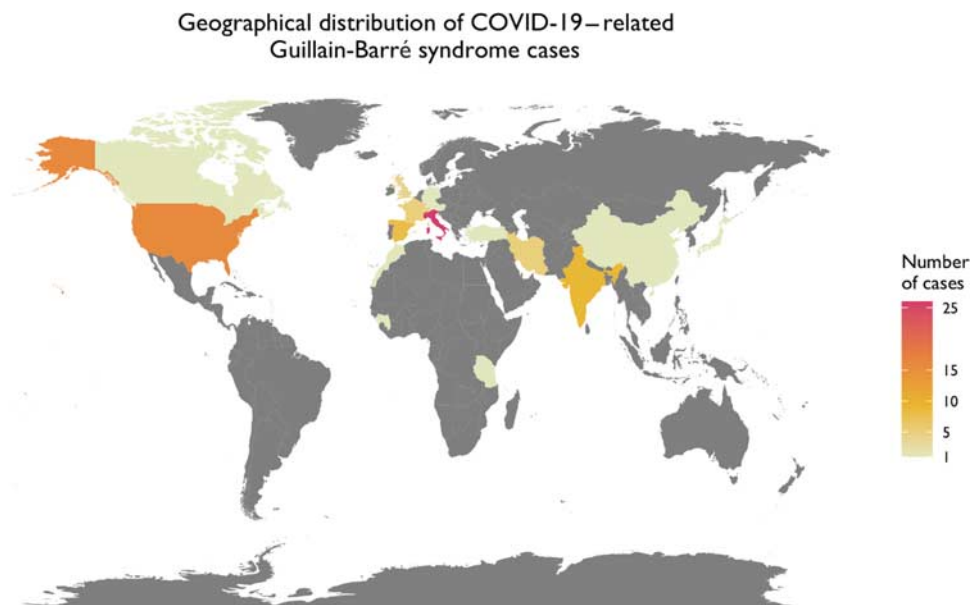 Geographical distribution of COVID-19–related
Guillain-Barré syndrome cases
Number
of cases
25
15
10
5
1